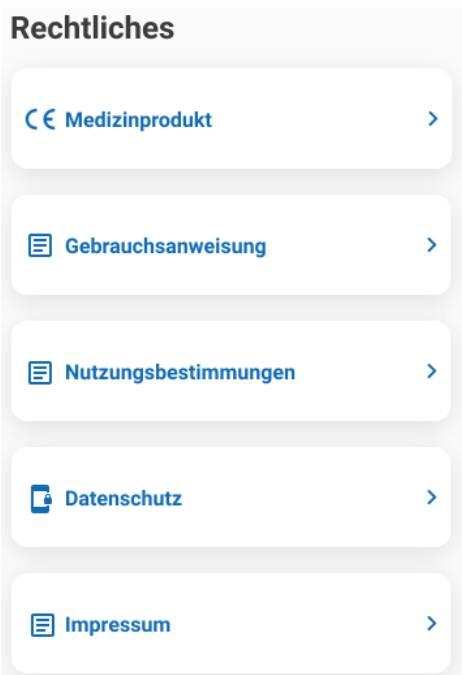 Rechtliches
CE Medizinprodukt
Gebrauchsanweisung
Nutzungsbestimmungen
Datenschutz
Impressum